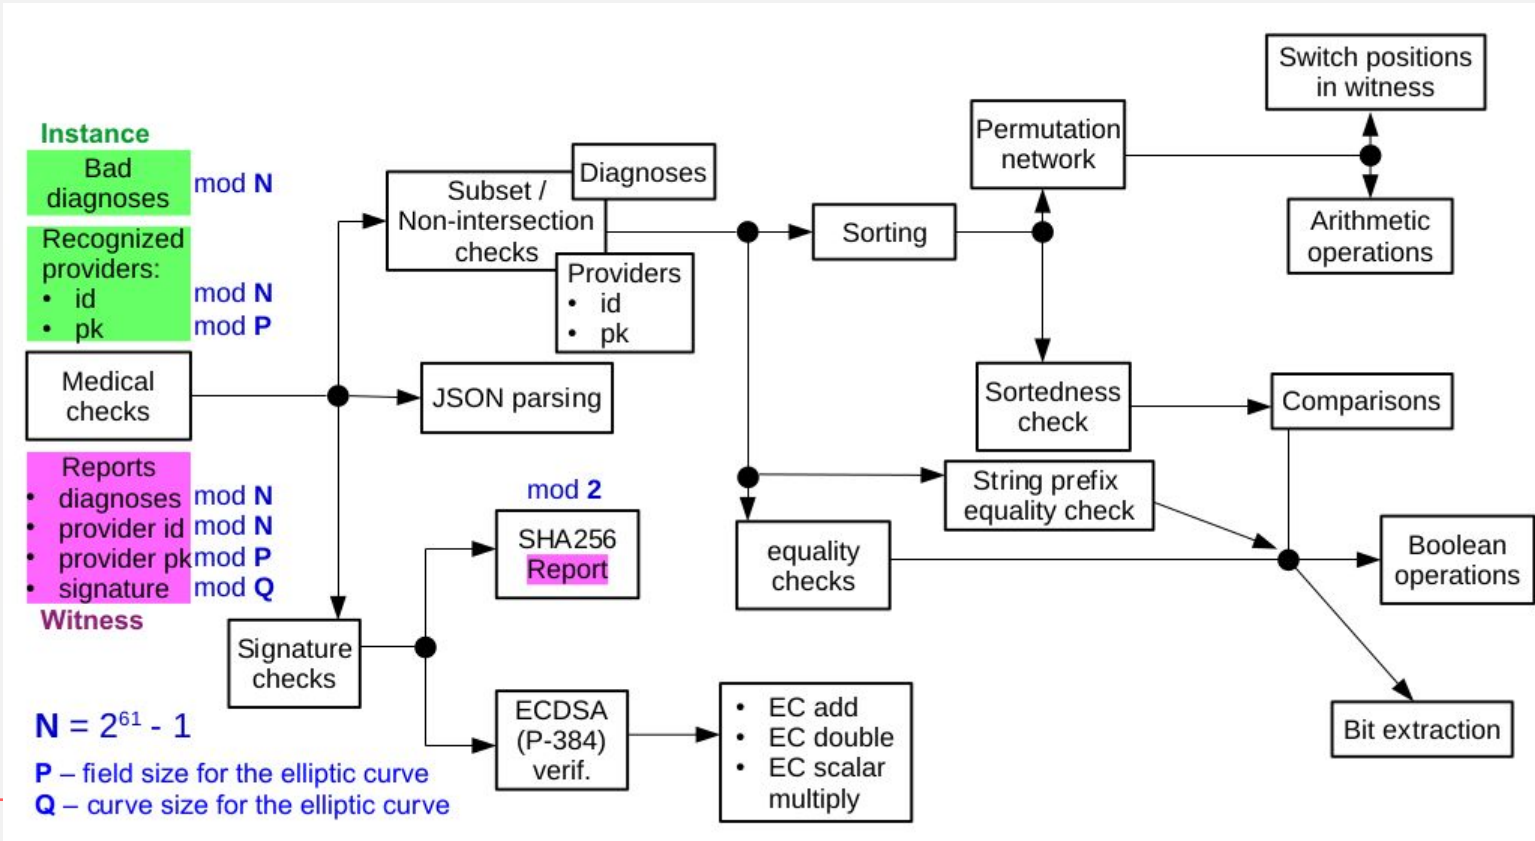 Instance
Bad
diagnoses
mod N
Recognized
providers:
• id
mod N
• pk
mod P
Medical
checks
Reports
• diagnoses
mod N
• provider id
mod N
• provider pk
mod P
• signature
mod Q
Witness
N = 2⁶¹ - 1
P – field size for the elliptic curve
Q – curve size for the elliptic curve
Subset /
Non-intersection
checks
Diagnoses
Providers
• id
• pk
JSON parsing
Signature
checks
mod 2
SHA256
Report
ECDSA
(P-384)
verif.
• EC add
• EC double
• EC scalar
multiply
Sorting
Permutation
network
Switch positions
in witness
Arithmetic
operations
Sortedness
check
Comparisons
String prefix
equality check
equality
checks
Boolean
operations
Bit extraction